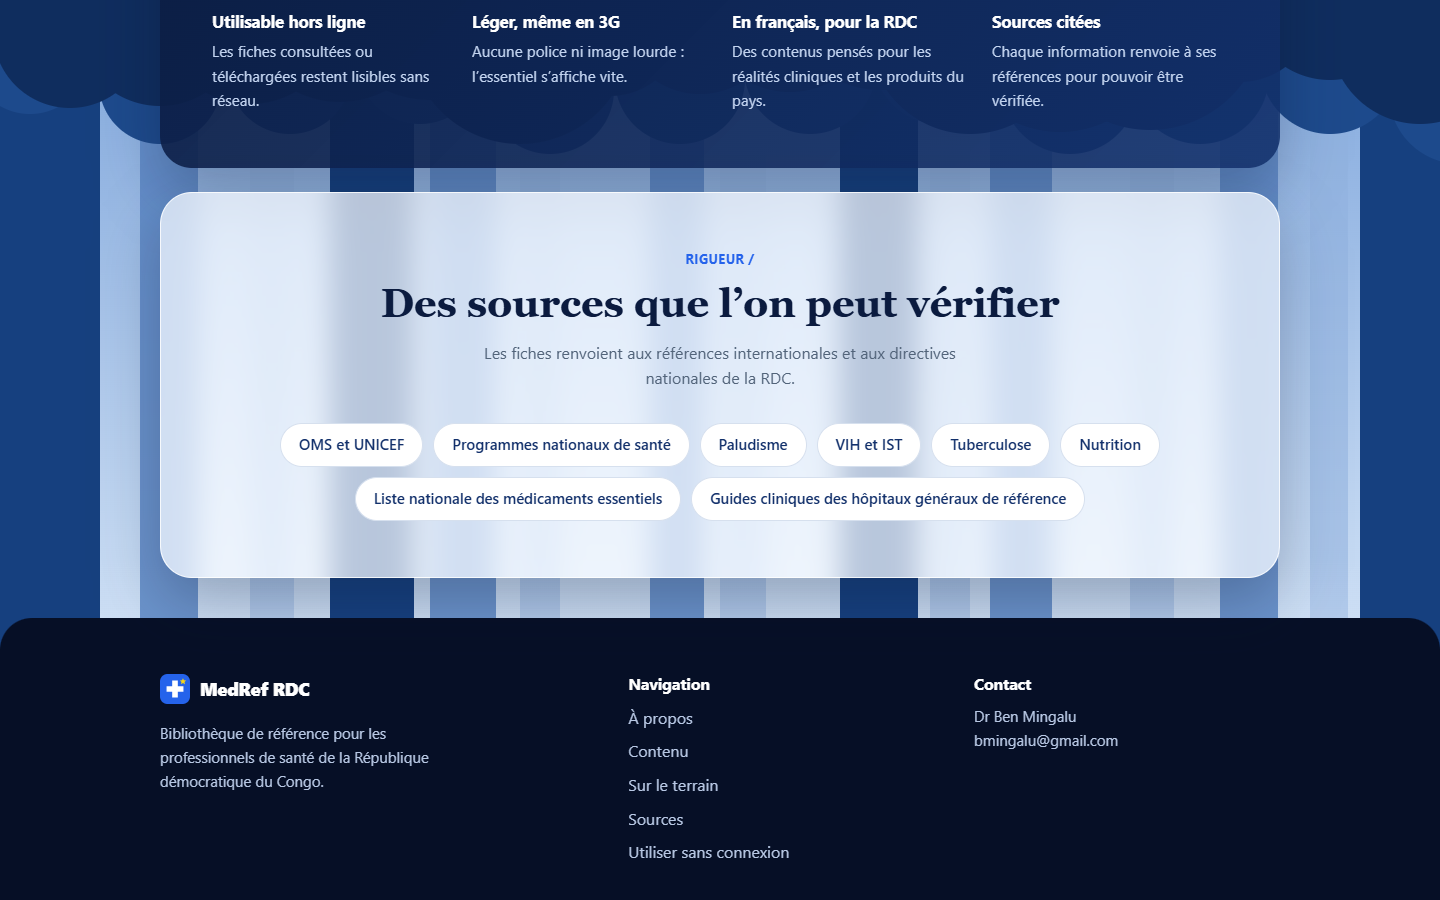 Utilisable hors ligne
Les fiches consultées ou
téléchargées restent lisibles sans
réseau.
Léger, même en 3G
Aucune police ni image lourde :
l’essentiel s’affiche vite.
En français, pour la RDC
Des contenus pensés pour les
réalités cliniques et les produits du
pays.
Sources citées
Chaque information renvoie à ses
références pour pouvoir être
vérifiée.
RIGUEUR /
Des sources que l’on peut vérifier
Les fiches renvoient aux références internationales et aux directives
nationales de la RDC.
OMS et UNICEF
Programmes nationaux de santé
Paludisme
VIH et IST
Tuberculose
Nutrition
Liste nationale des médicaments essentiels
Guides cliniques des hôpitaux généraux de référence
MedRef RDC
Bibliothèque de référence pour les
professionnels de santé de la République
démocratique du Congo.
Navigation
À propos
Contenu
Sur le terrain
Sources
Utiliser sans connexion
Contact
Dr Ben Mingalu
bmingalu@gmail.com